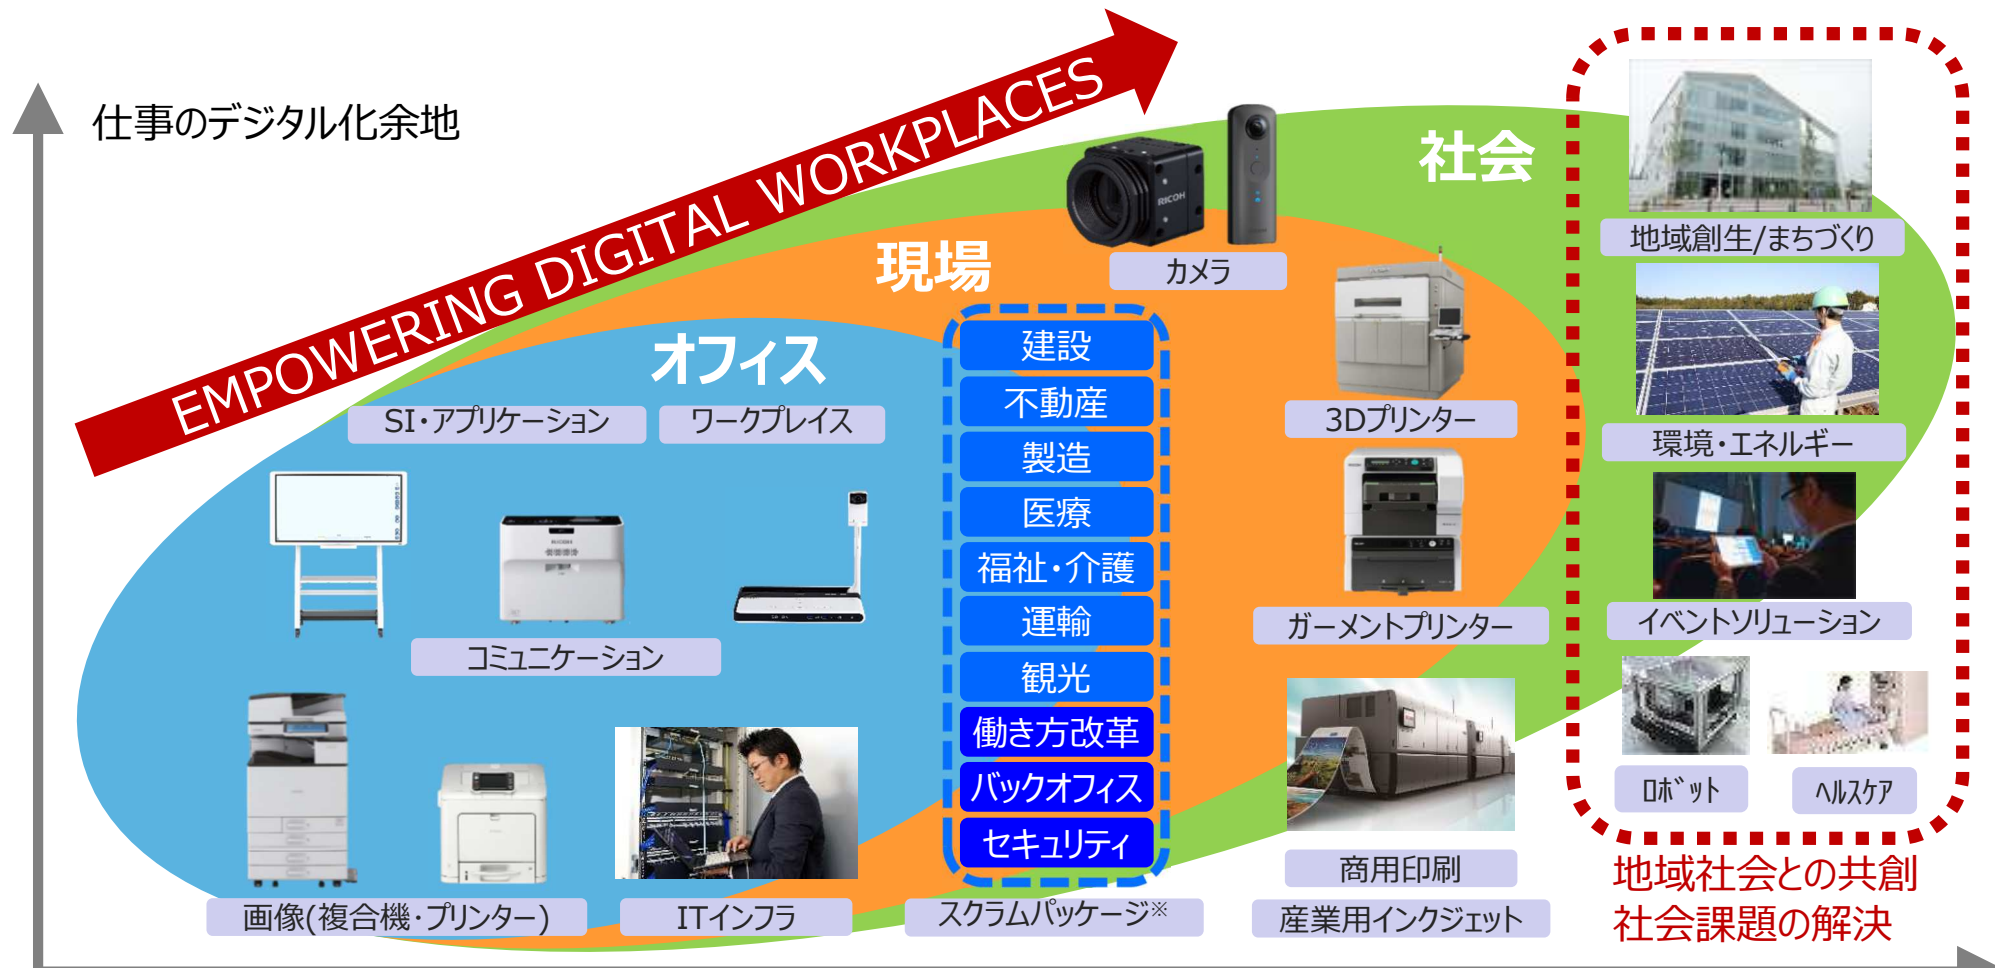 仕事のデジタル化余地
EMPOWERING DIGITAL WORKPLACES
社会
現場
オフィス
RICOH
カメラ
地域創生/まちづくり
建設
不動産
製造
医療
福祉・介護
運輸
観光
働き方改革
バックオフィス
セキュリティ
スクラムパッケージ※
SI・アプリケーション
ワークプレイス
コミュニケーション
画像(複合機・プリンター)
ITインフラ
3Dプリンター
ガーメントプリンター
商用印刷
産業用インクジェット
環境・エネルギー
イベントソリューション
ﾛﾎﾞｯﾄ
ﾍﾙｽｹｱ
地域社会との共創
社会課題の解決